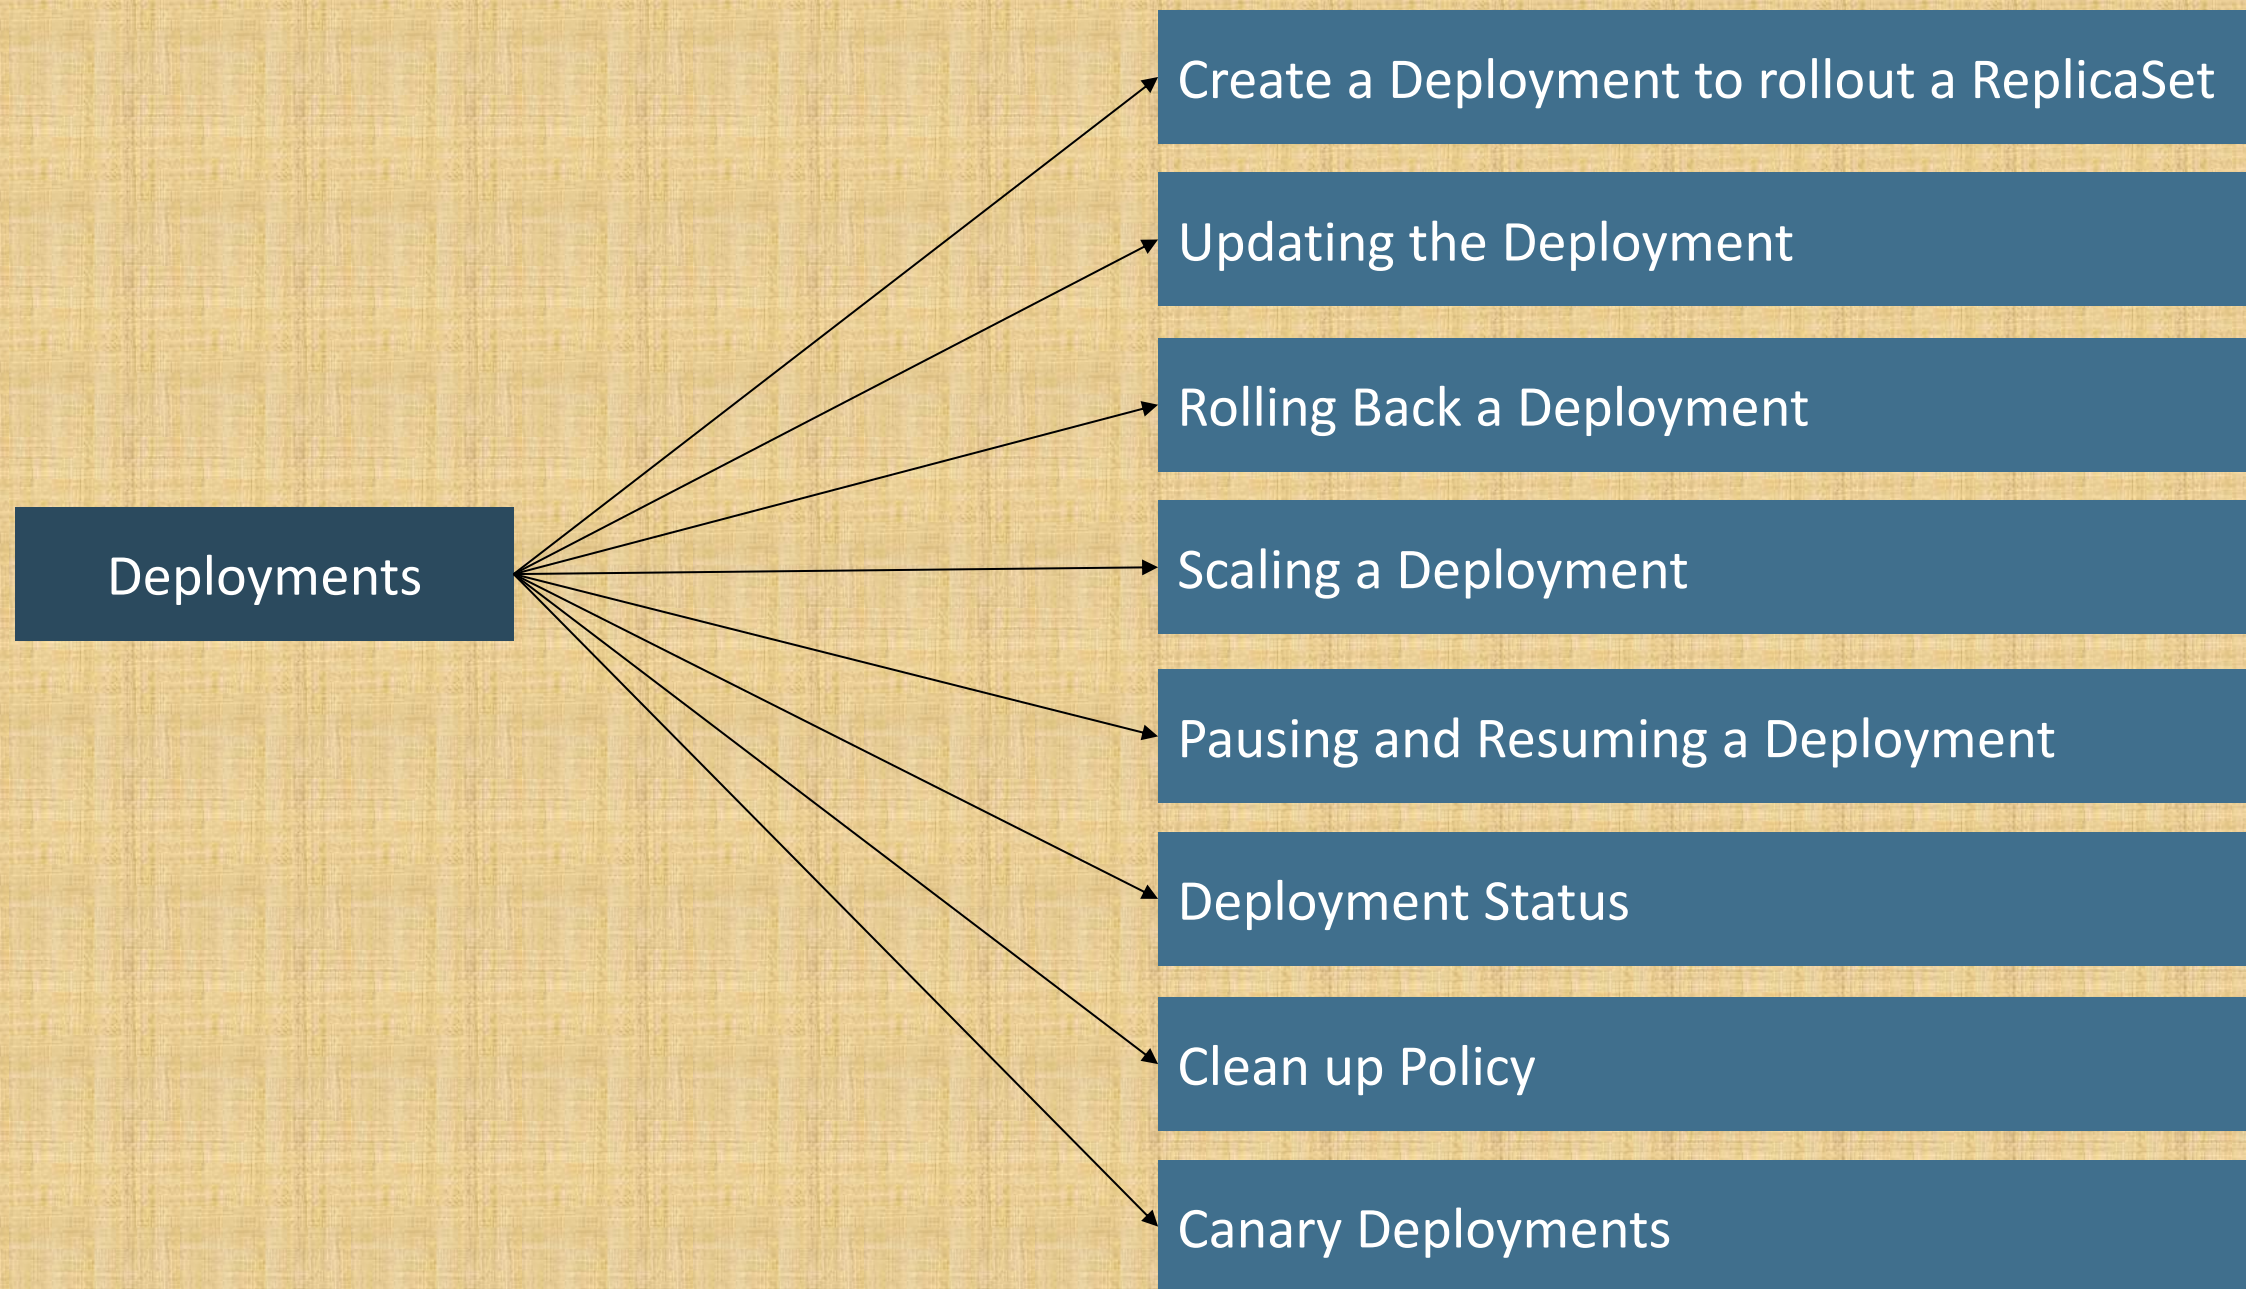 Create a Deployment to rollout a ReplicaSet
Updating the Deployment
Rolling Back a Deployment
Scaling a Deployment
Deployments
Pausing and Resuming a Deployment
Deployment Status
Clean up Policy
Canary Deployments